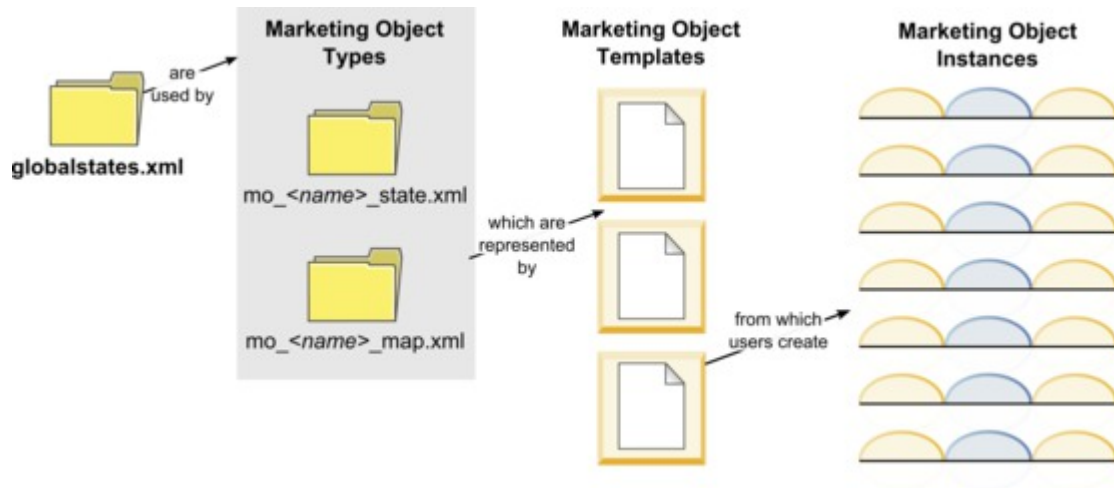 Marketing Object
Types
Marketing Object
Templates
Marketing Object
Instances
are
used by
globalstates.xml
mo_<name>_state.xml
mo_<name>_map.xml
which are
represented
by
from which
users create